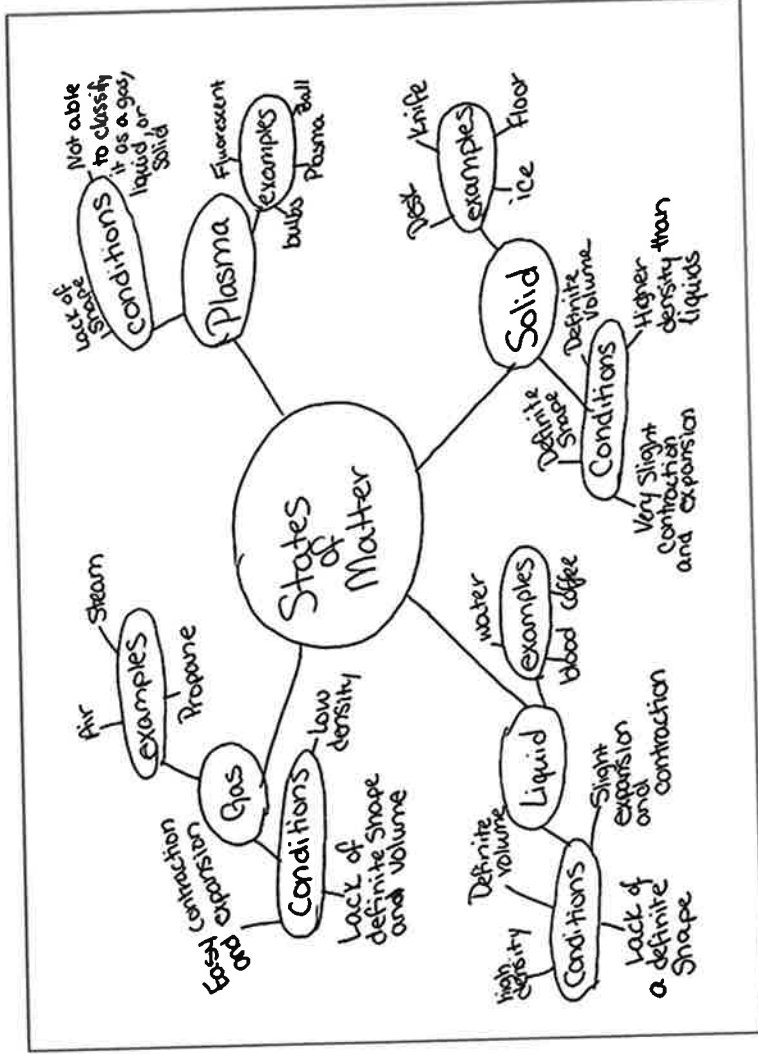 States
of
Matter
Gas
examples
Air
Steam
Propane
Conditions
Easy contraction
and expansion
Low
density
Lack of
definite shape
and volume
Plasma
conditions
Lack of
shape
Not able
to classify
it as a gas,
liquid, or
solid
examples
Fluorescent
bulbs
Plasma Ball
Liquid
examples
water
blood
coffee
Conditions
high
density
Definite
volume
Slight
expansion
and
contraction
Lack of
a definite
shape
Solid
examples
Desk
Knife
ice
Floor
Conditions
Definite
shape
Definite
volume
Higher
density than
liquids
Very slight
contraction
and expansion